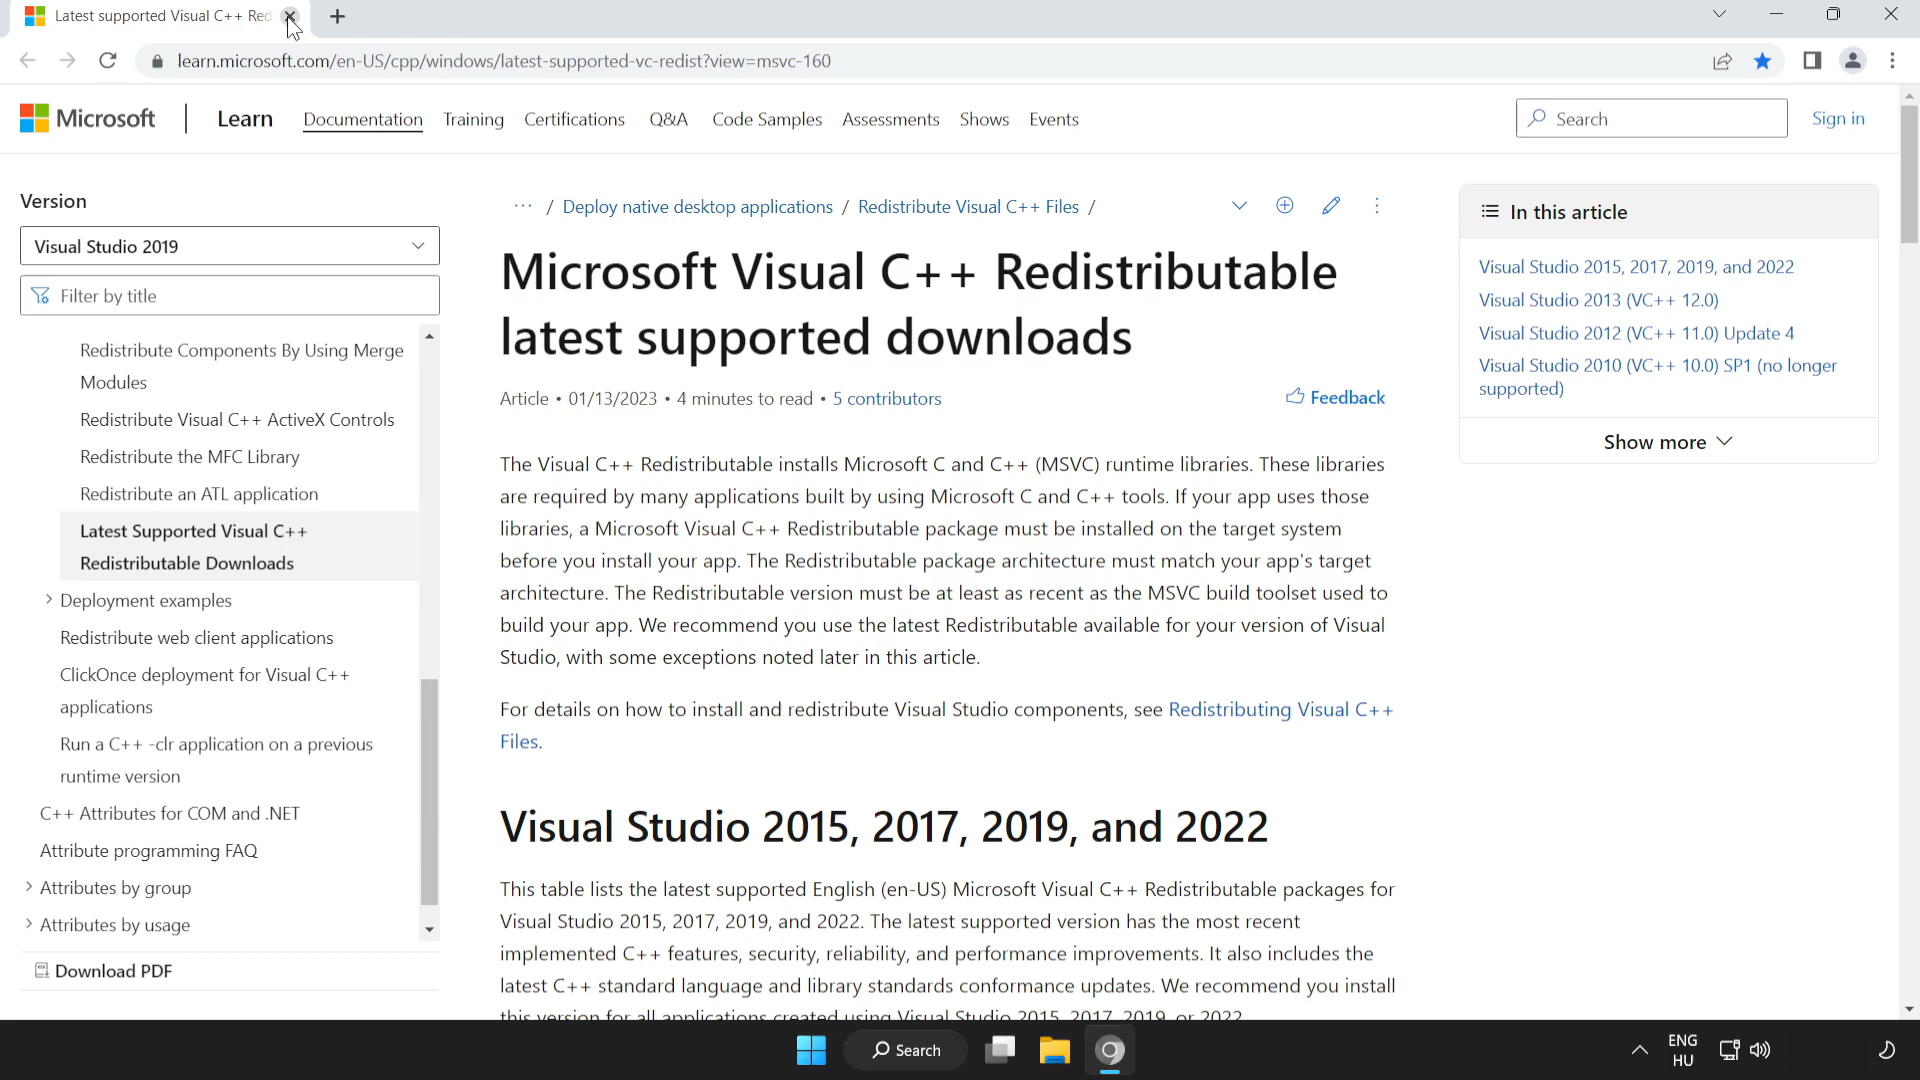 Latest supported Visual C++ Red
learn.microsoft.com/en-US/cpp/windows/latest-supported-vc-redist?view=msvc-160
Microsoft
Learn
Documentation
Training
Certifications
Q&A
Code Samples
Assessments
Shows
Events
Search
Sign in
Version
Visual Studio 2019
Filter by title
Redistribute Components By Using Merge
Modules
Redistribute Visual C++ ActiveX Controls
Redistribute the MFC Library
Redistribute an ATL application
Latest Supported Visual C++
Redistributable Downloads
Deployment examples
Redistribute web client applications
ClickOnce deployment for Visual C++
applications
Run a C++ -clr application on a previous
runtime version
C++ Attributes for COM and .NET
Attribute programming FAQ
Attributes by group
Attributes by usage
Download PDF
... / Deploy native desktop applications / Redistribute Visual C++ Files /
Microsoft Visual C++ Redistributable
latest supported downloads
Article • 01/13/2023 • 4 minutes to read • 5 contributors
Feedback
The Visual C++ Redistributable installs Microsoft C and C++ (MSVC) runtime libraries. These libraries
are required by many applications built by using Microsoft C and C++ tools. If your app uses those
libraries, a Microsoft Visual C++ Redistributable package must be installed on the target system
before you install your app. The Redistributable package architecture must match your app's target
architecture. The Redistributable version must be at least as recent as the MSVC build toolset used to
build your app. We recommend you use the latest Redistributable available for your version of Visual
Studio, with some exceptions noted later in this article.
For details on how to install and redistribute Visual Studio components, see Redistributing Visual C++
Files.
Visual Studio 2015, 2017, 2019, and 2022
This table lists the latest supported English (en-US) Microsoft Visual C++ Redistributable packages for
Visual Studio 2015, 2017, 2019, and 2022. The latest supported version has the most recent
implemented C++ features, security, reliability, and performance improvements. It also includes the
latest C++ standard language and library standards conformance updates. We recommend you install
this version for all applications created using Visual Studio 2015, 2017, 2019, or 2022.
In this article
Visual Studio 2015, 2017, 2019, and 2022
Visual Studio 2013 (VC++ 12.0)
Visual Studio 2012 (VC++ 11.0) Update 4
Visual Studio 2010 (VC++ 10.0) SP1 (no longer
supported)
Show more
Search
ENG
HU